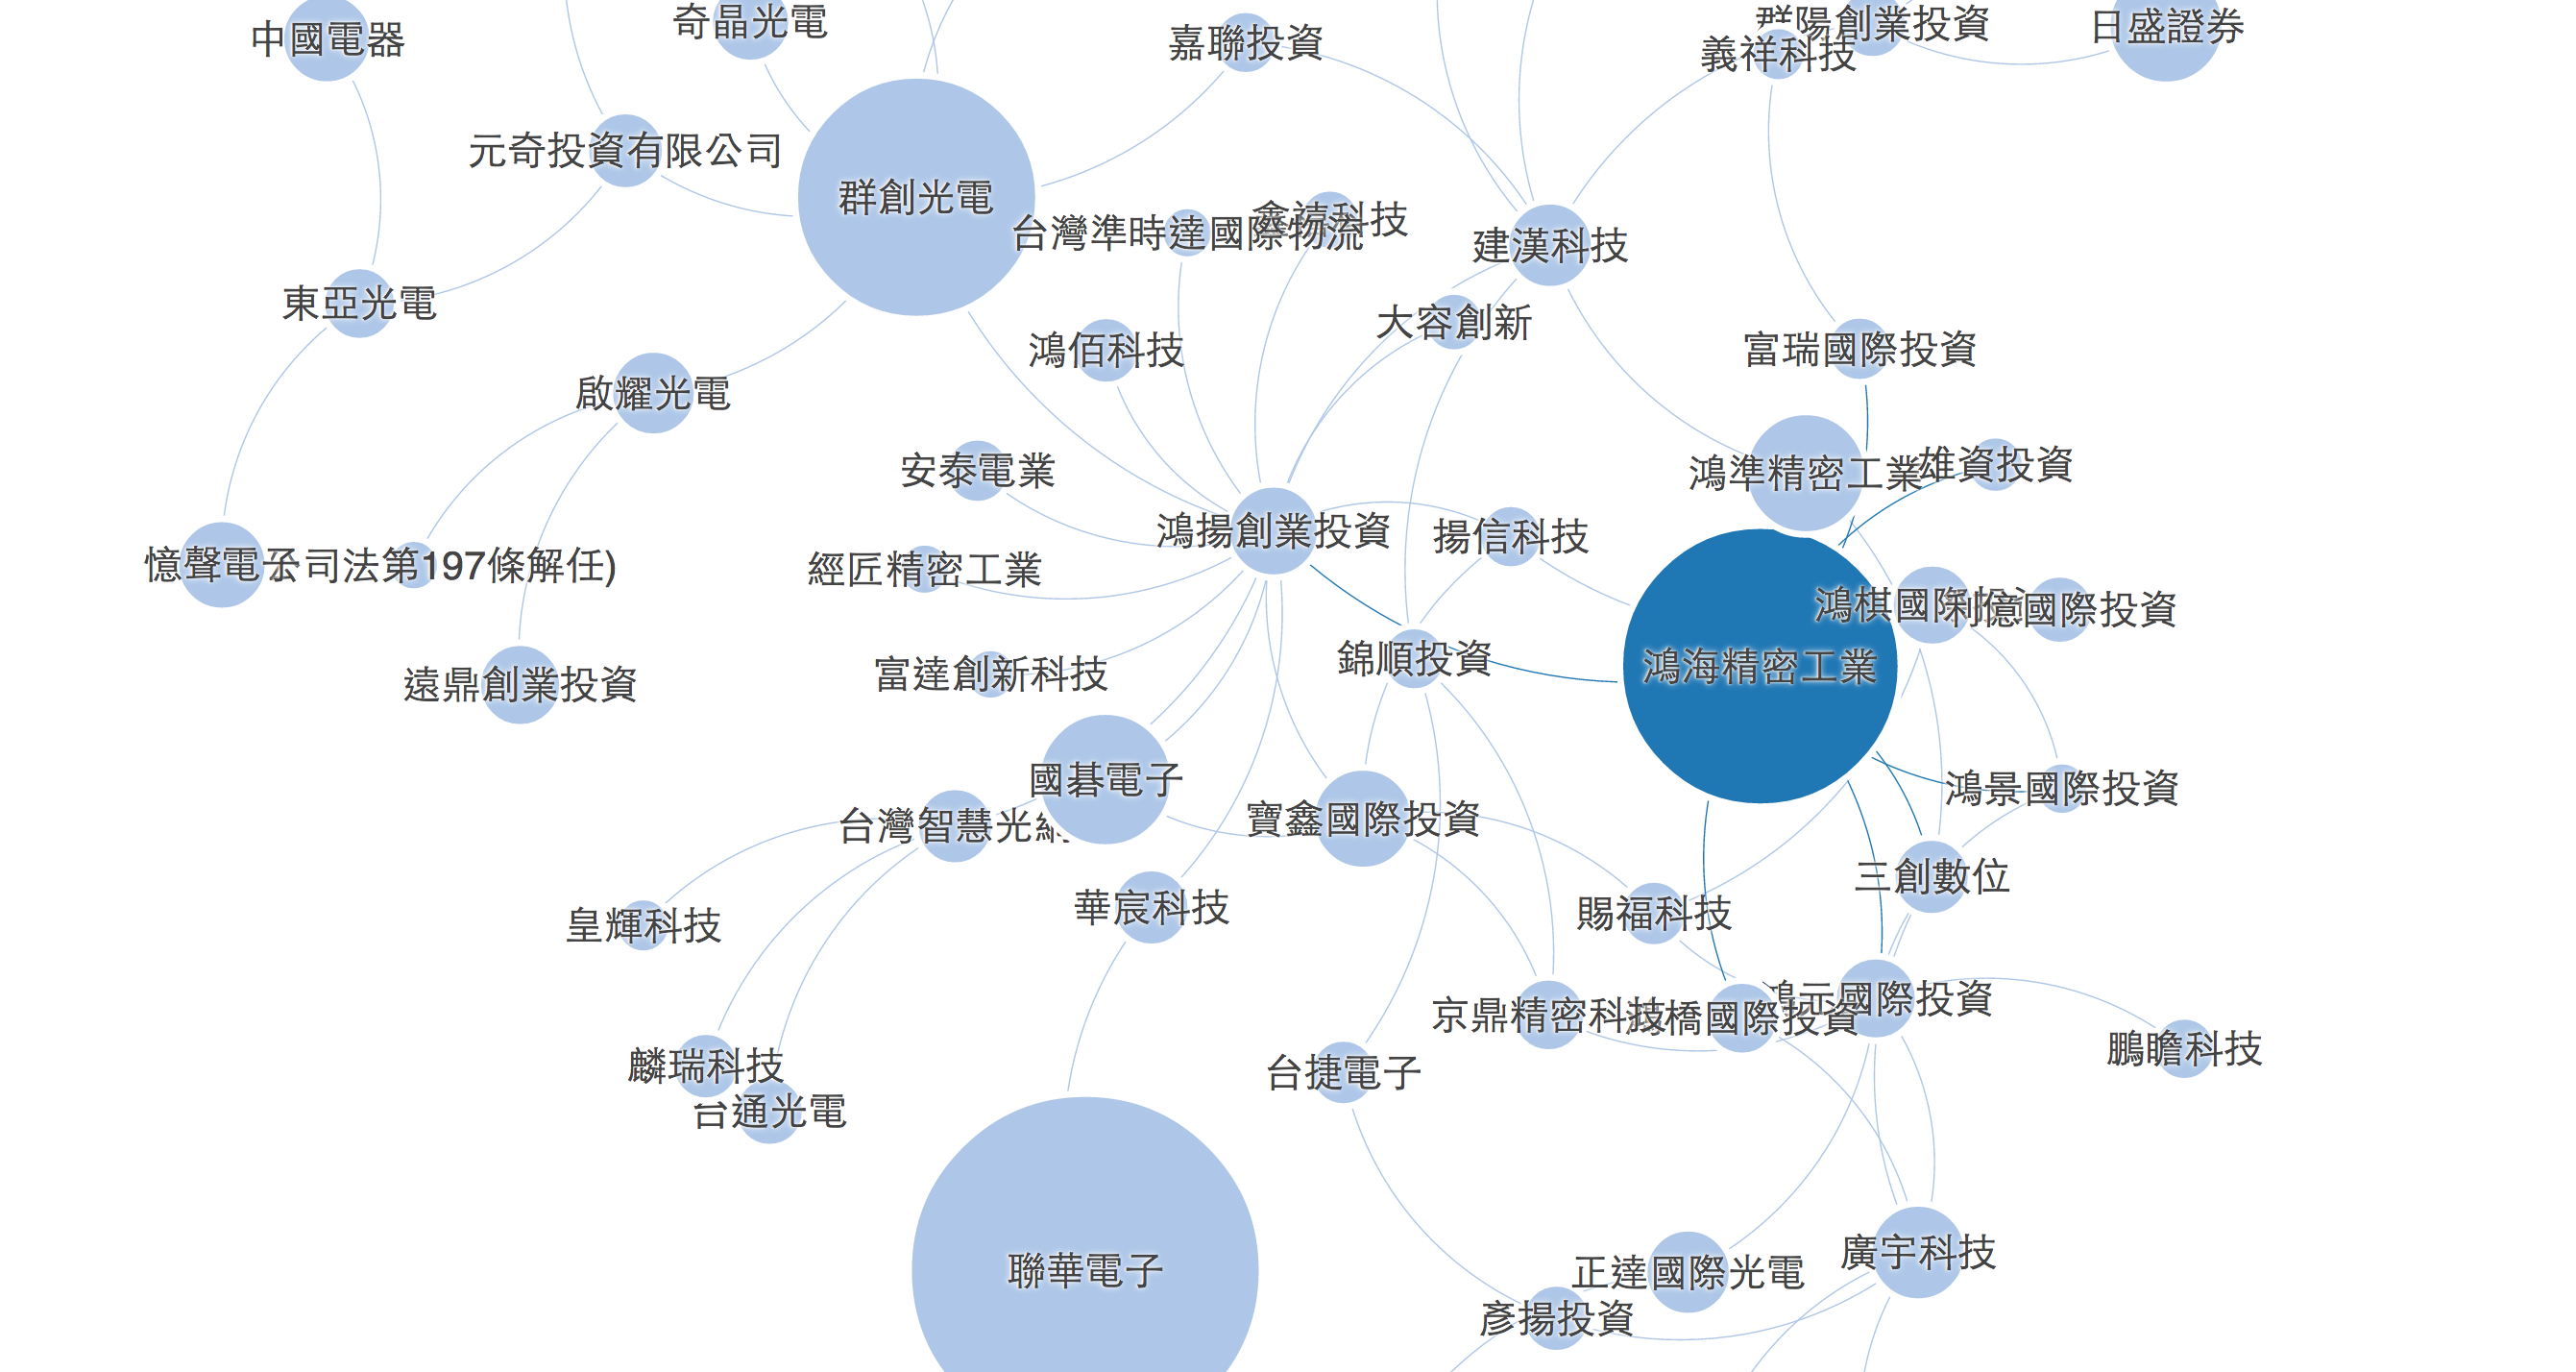 中國電器
奇晶光電
嘉聯投資
群陽創業投資
義祥科技
日盛證券
元奇投資有限公司
群創光電
台灣準時達國際物流
鑫禧科技
建漢科技
東亞光電
大容創新
鴻佰科技
富瑞國際投資
啟耀光電
安泰電業
鴻準精密工業
雄資投資
鴻揚創業投資
揚信科技
憶聲電子
公司法第197條解任)
經匠精密工業
鴻棋國際投資
利億國際投資
錦順投資
鴻海精密工業
富達創新科技
遠鼎創業投資
國碁電子
鴻景國際投資
台灣智慧光網
寶鑫國際投資
三創數位
皇輝科技
華宸科技
賜福科技
京鼎精密科技
鴻橋國際投資
鴻元國際投資
鵬瞻科技
麟瑞科技
台通光電
台捷電子
聯華電子
正達國際光電
廣宇科技
彥揚投資